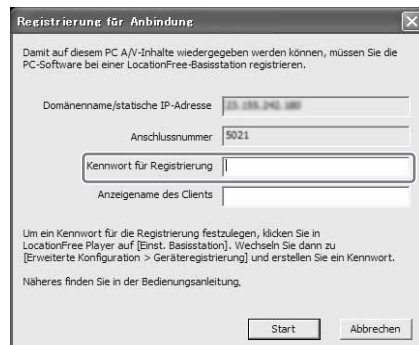 Registrierung für Anbindung
Damit auf diesem PC A/V-Inhalte wiedergegeben werden können, müssen Sie die
PC-Software bei einer LocationFree-Basisstation registrieren.
Domänenname/statische IP-Adresse
Anschlussnummer 5021
Kennwort für Registrierung
Anzeigename des Clients
Um ein Kennwort für die Registrierung festzulegen, klicken Sie in
LocationFree Player auf [Einst. Basisstation]. Wechseln Sie dann zu
[Erweiterte Konfiguration > Geräteregistrierung] und erstellen Sie ein Kennwort.
Näheres finden Sie in der Bedienungsanleitung.
Start Abbrechen